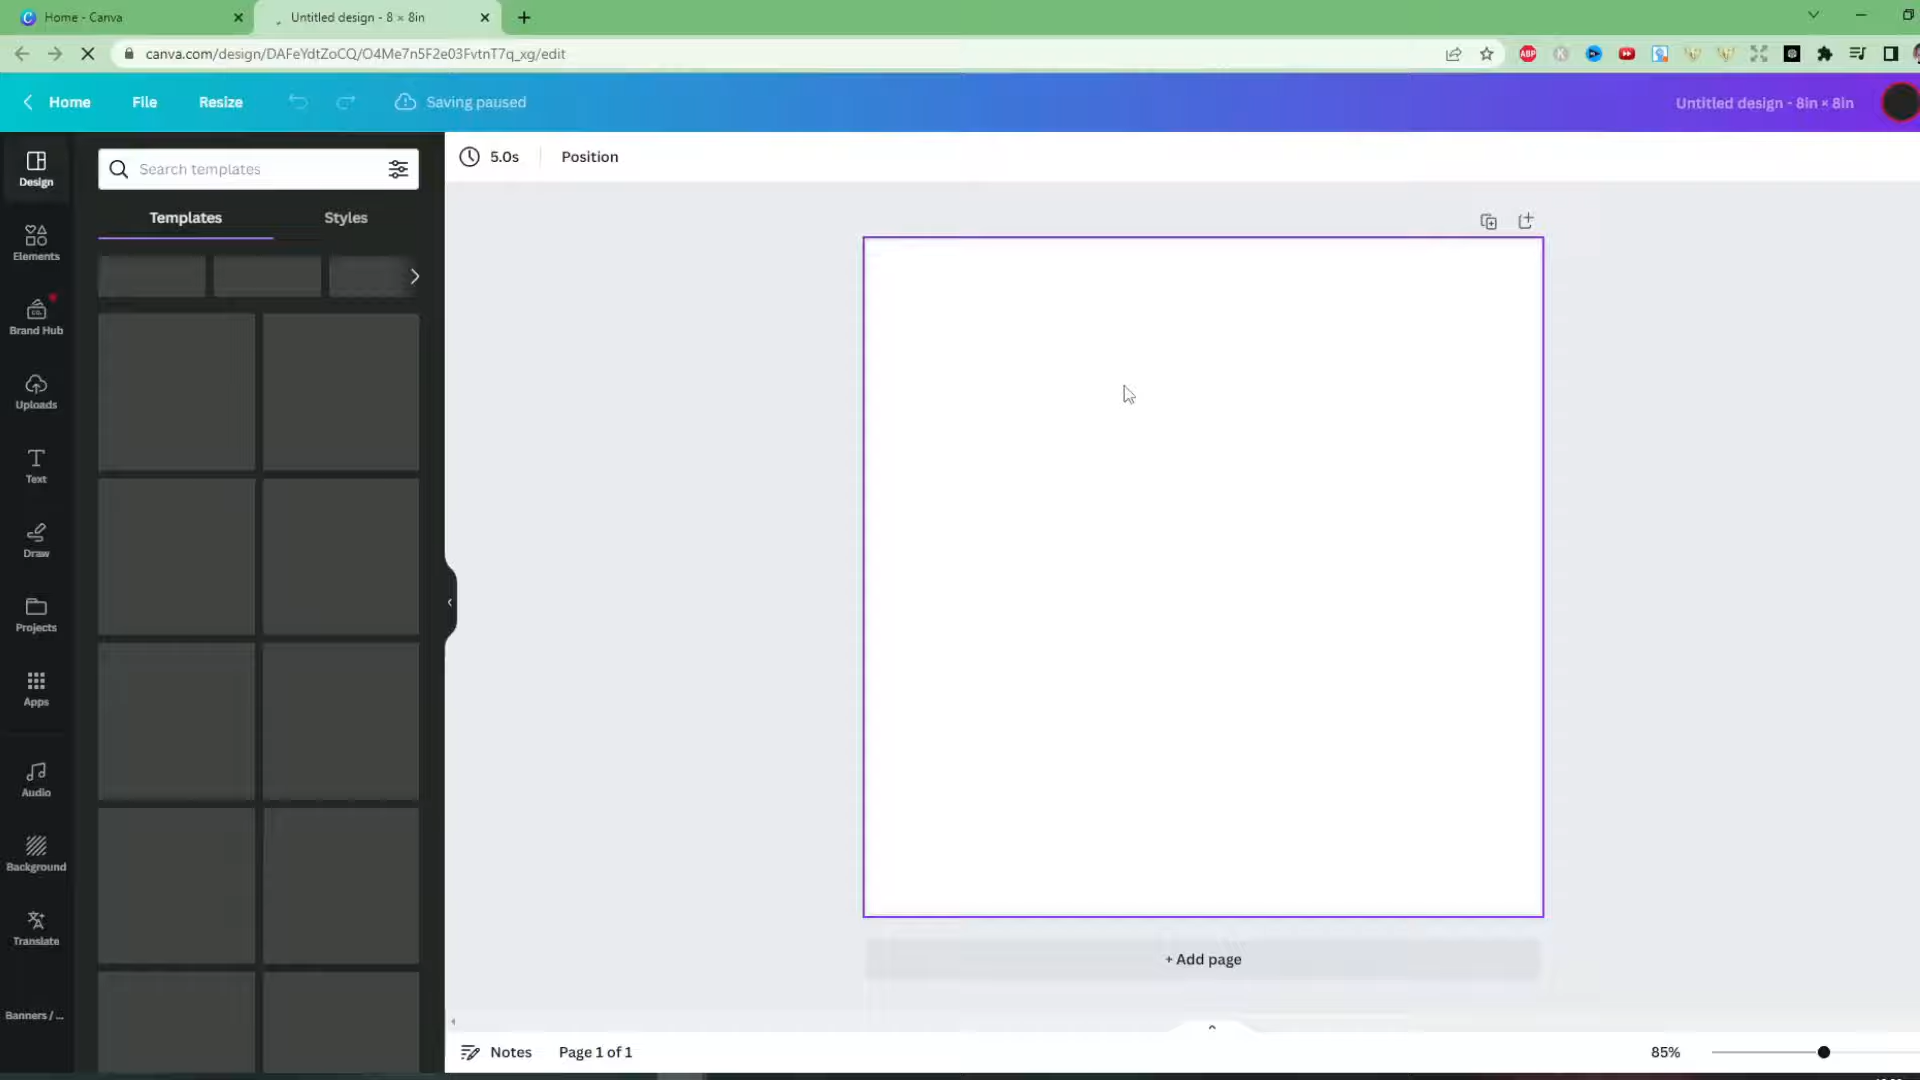 Home - Canva
Untitled design - 8 × 8in
canva.com/design/DAFeYdtZoCQ/O4Me7n5F2e03FvtnT7q_xg/edit
ABP
Home
File
Resize
Saving paused
Untitled design - 8in × 8in
Design
Search templates
5.0s
Position
Templates
Styles
Elements
CO.
Brand Hub
Uploads
Text
Draw
Projects
Apps
Audio
Background
Translate
+ Add page
Banners / ...
Notes
Page 1 of 1
85%